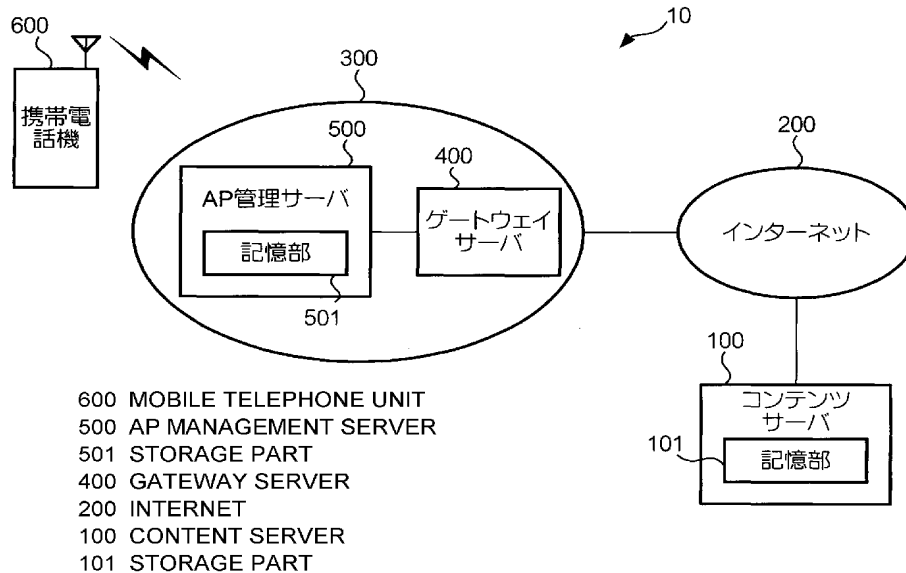 600
10
携帯電
話機
300
500
400
200
AP管理サーバ
記憶部
501
ゲートウェイ
サーバ
インターネット
100
コンテンツ
サーバ
101
記憶部
600 MOBILE TELEPHONE UNIT
500 AP MANAGEMENT SERVER
501 STORAGE PART
400 GATEWAY SERVER
200 INTERNET
100 CONTENT SERVER
101 STORAGE PART